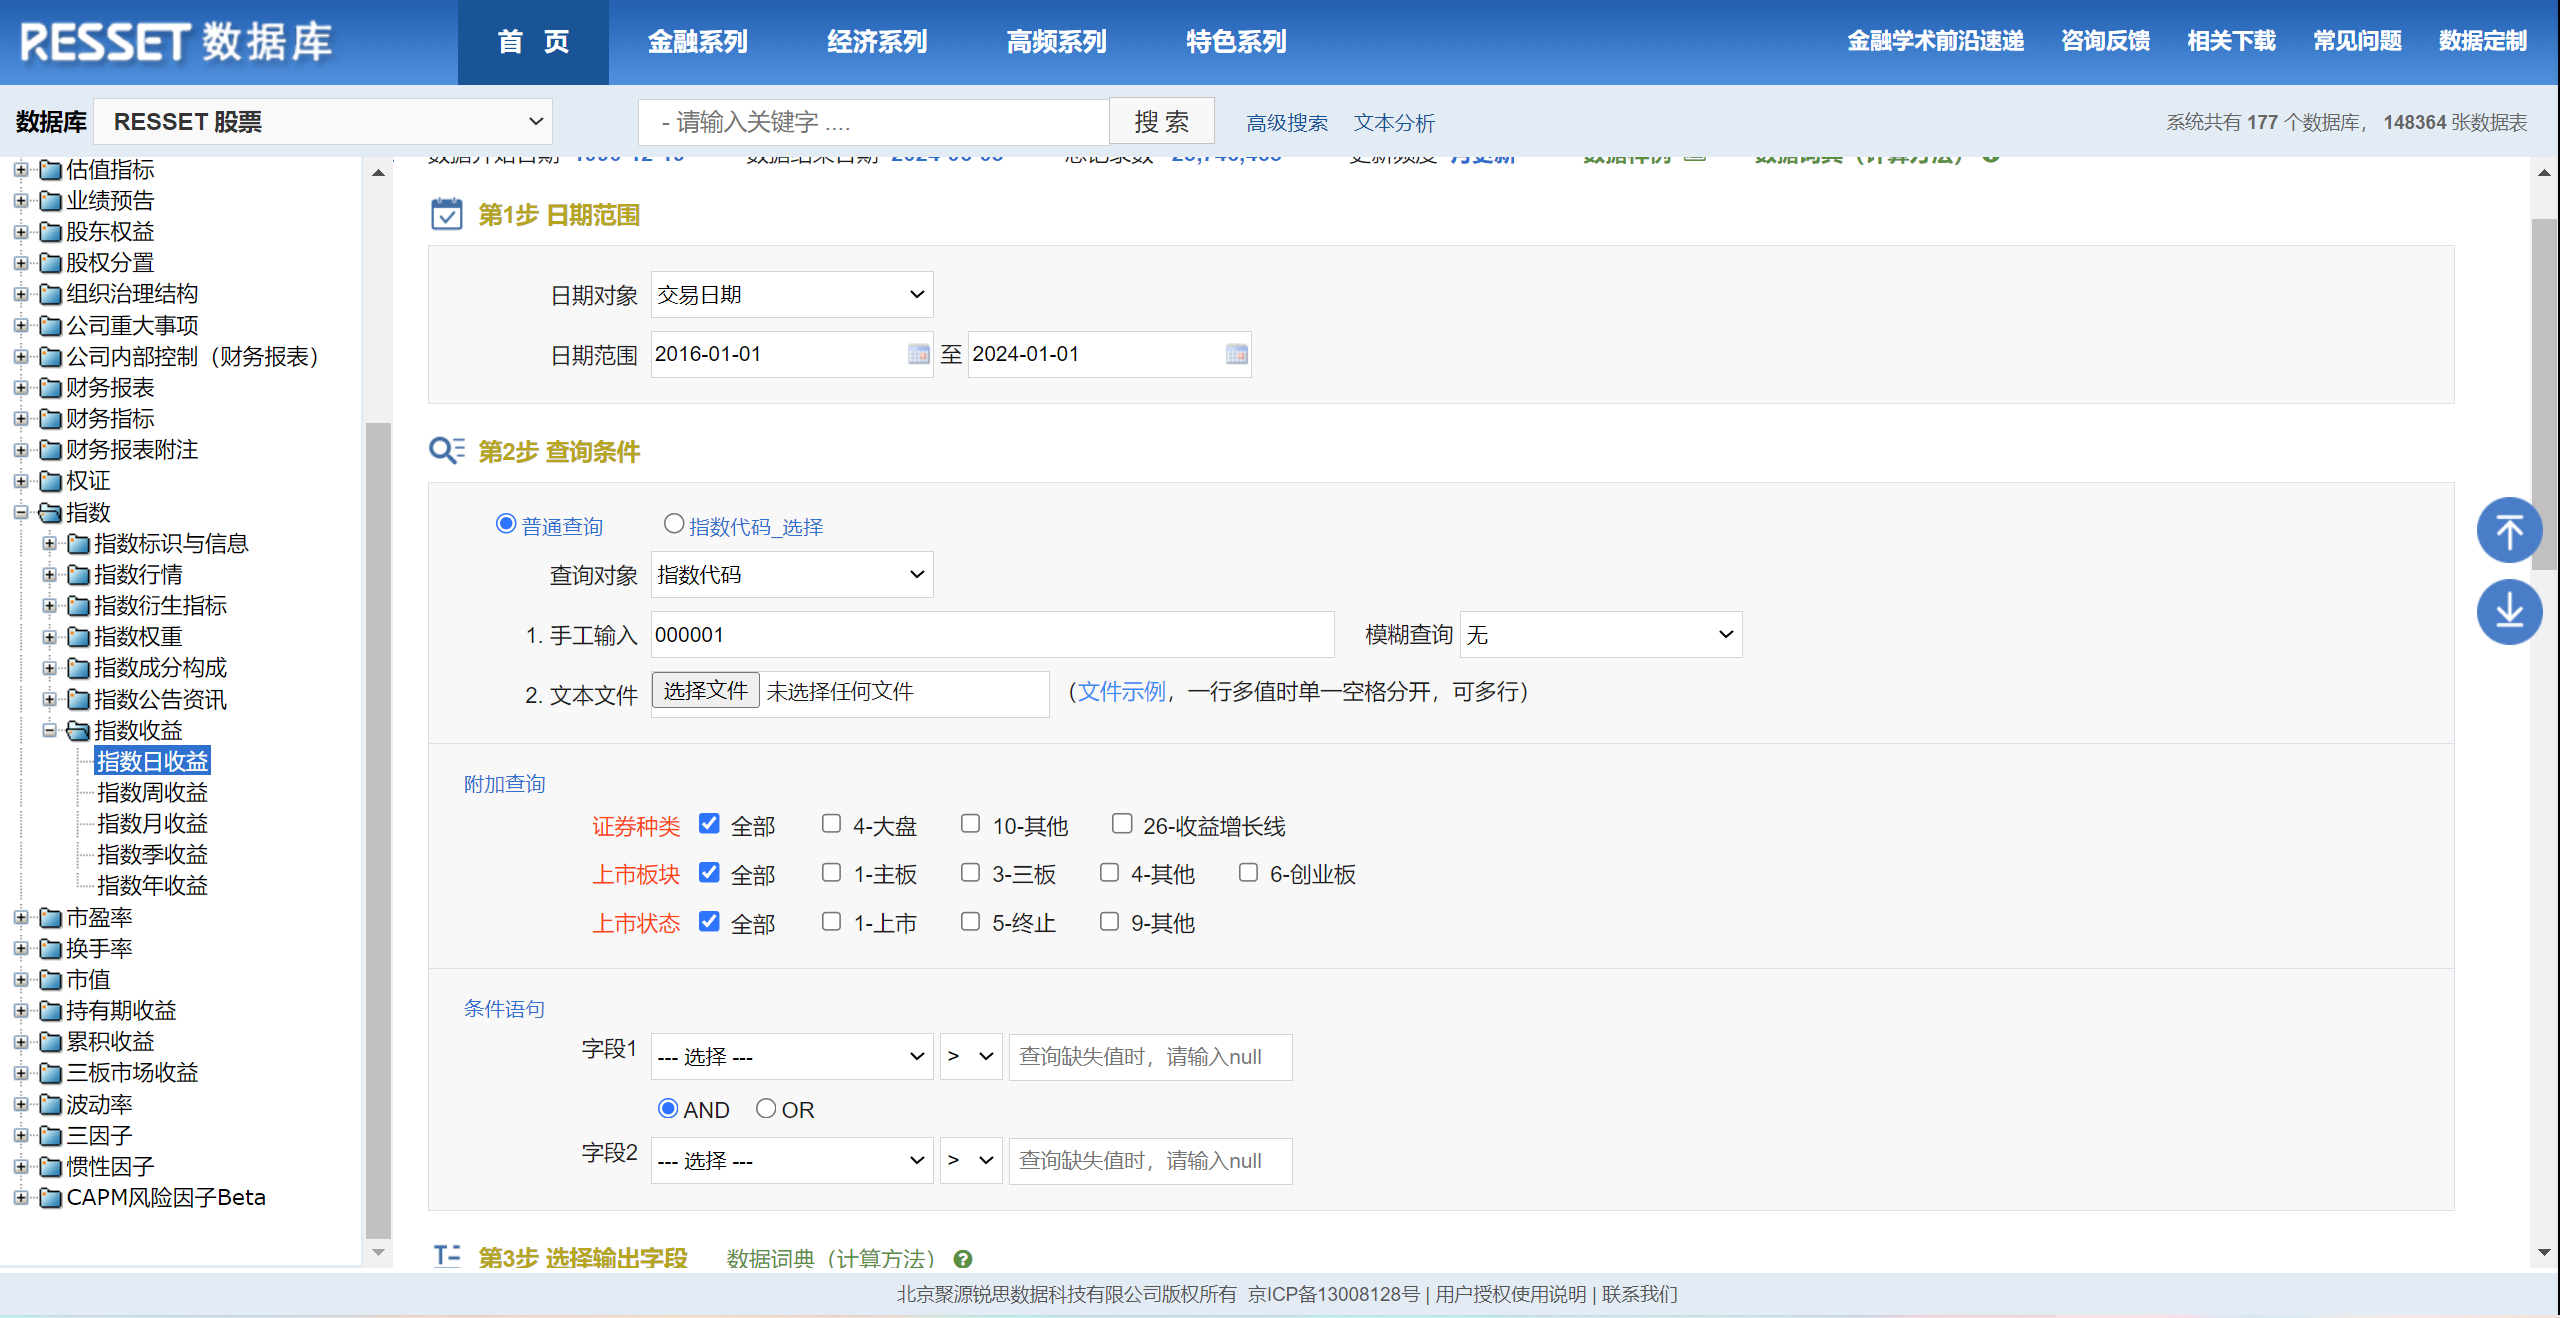 RESSET 数据库
首 页
金融系列
经济系列
高频系列
特色系列
金融学术前沿速递
咨询反馈
相关下载
常见问题
数据定制
数据库
RESSET 股票
- 请输入关键字 ....
搜 索
高级搜索
文本分析
系统共有 177 个数据库， 148364 张数据表
估值指标
业绩预告
股东权益
股权分置
组织治理结构
公司重大事项
公司内部控制（财务报表）
财务报表
财务指标
财务报表附注
权证
指数
指数标识与信息
指数行情
指数衍生指标
指数权重
指数成分构成
指数公告资讯
指数收益
指数日收益
指数周收益
指数月收益
指数季收益
指数年收益
市盈率
换手率
市值
持有期收益
累积收益
三板市场收益
波动率
三因子
惯性因子
CAPM风险因子Beta
第1步 日期范围
日期对象 交易日期
日期范围 2016-01-01 至 2024-01-01
第2步 查询条件
普通查询 指数代码_选择
查询对象 指数代码
1. 手工输入 000001 模糊查询 无
2. 文本文件 选择文件 未选择任何文件 （文件示例，一行多值时单一空格分开，可多行）
附加查询
证券种类 全部 4-大盘 10-其他 26-收益增长线
上市板块 全部 1-主板 3-三板 4-其他 6-创业板
上市状态 全部 1-上市 5-终止 9-其他
条件语句
字段1 --- 选择 --- > 查询缺失值时，请输入null
AND OR
字段2 --- 选择 --- > 查询缺失值时，请输入null
第3步 选择输出字段 数据词典（计算方法）
北京聚源锐思数据科技有限公司版权所有 京ICP备13008128号 | 用户授权使用说明 | 联系我们